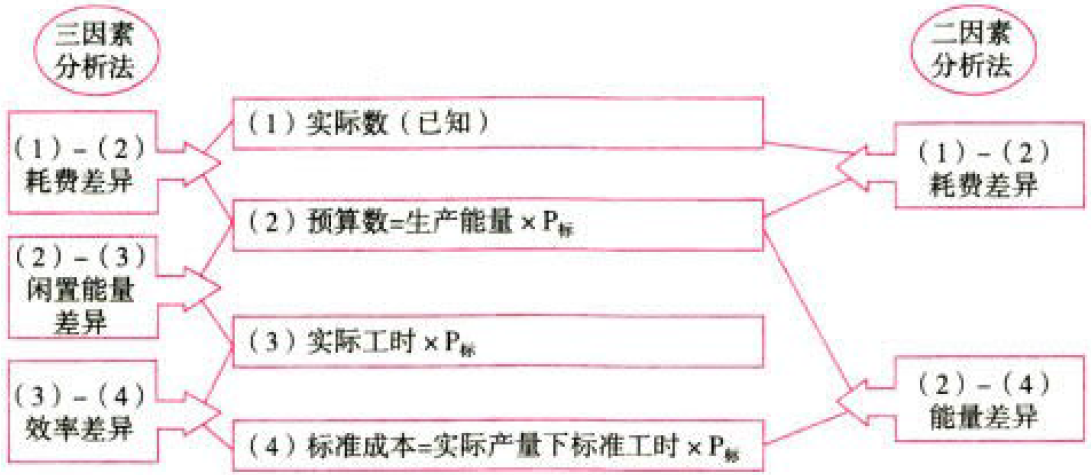 三因素
分析法
二因素
分析法
(1)-(2)
耗费差异
(2)-(3)
闲置能量
差异
(3)-(4)
效率差异
(1)实际数(已知)
(2)预算数=生产能量×P标
(3)实际工时×P标
(4)标准成本=实际产量下标准工时×P标
(1)-(2)
耗费差异
(2)-(4)
能量差异